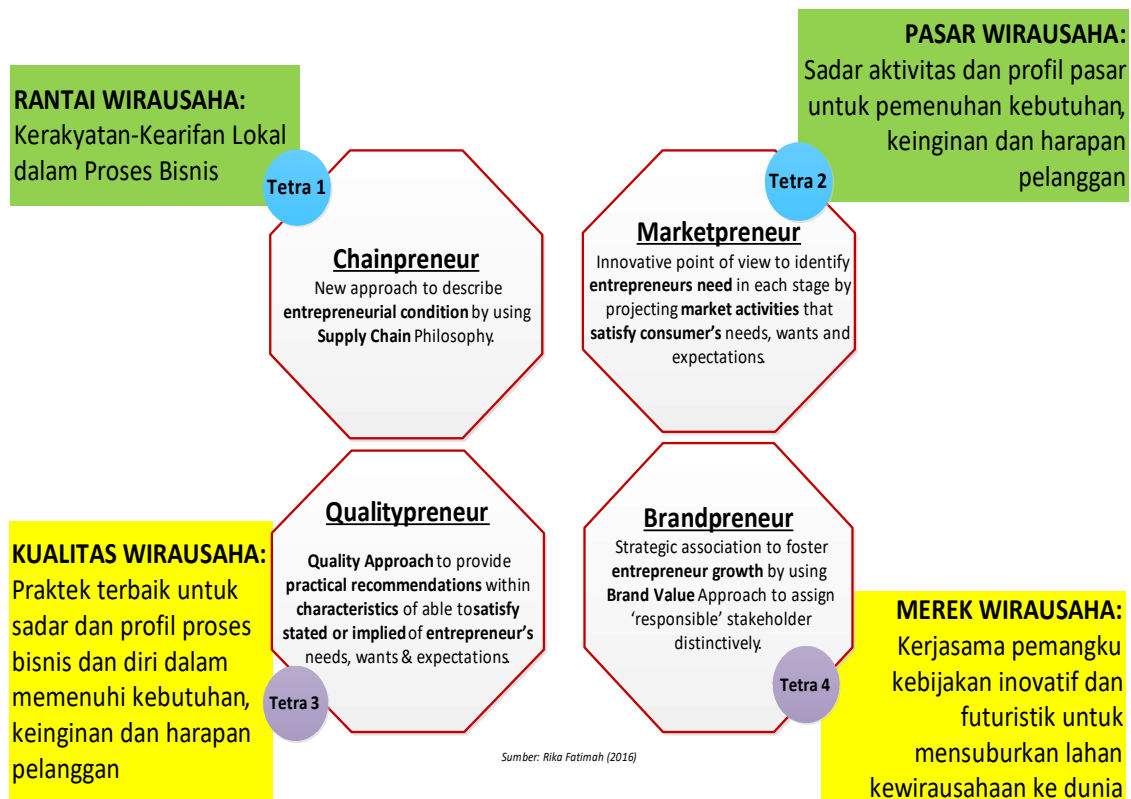 RANTAI WIRAUSAHA:
Kerakyatan-Kearifan Lokal
dalam Proses Bisnis
PASAR WIRAUSAHA:
Sadar aktivitas dan profil pasar
untuk pemenuhan kebutuhan,
keinginan dan harapan
pelanggan
Tetra 1
Chainpreneur
New approach to describe
entrepreneurial condition by using
Supply Chain Philosophy.
Tetra 2
Marketpreneur
Innovative point of view to identify
entrepreneurs need in each stage by
projecting market activities that
satisfy consumer's needs, wants and
expectations.
KUALITAS WIRAUSAHA:
Praktek terbaik untuk
sadar dan profil proses
bisnis dan diri dalam
memenuhi kebutuhan,
keinginan dan harapan
pelanggan
Qualitypreneur
Quality Approach to provide
practical recommendations within
characteristics of able to satisfy
stated or implied of entrepreneur's
needs, wants & expectations.
Tetra 3
Brandpreneur
Strategic association to foster
entrepreneur growth by using
Brand Value Approach to assign
'responsible' stakeholder
distinctively.
Tetra 4
MEREK WIRAUSAHA:
Kerjasama pemangku
kebijakan inovatif dan
futuristik untuk
mensuburkan lahan
kewirausahaan ke dunia
Sumber: Rika Fatimah (2016)